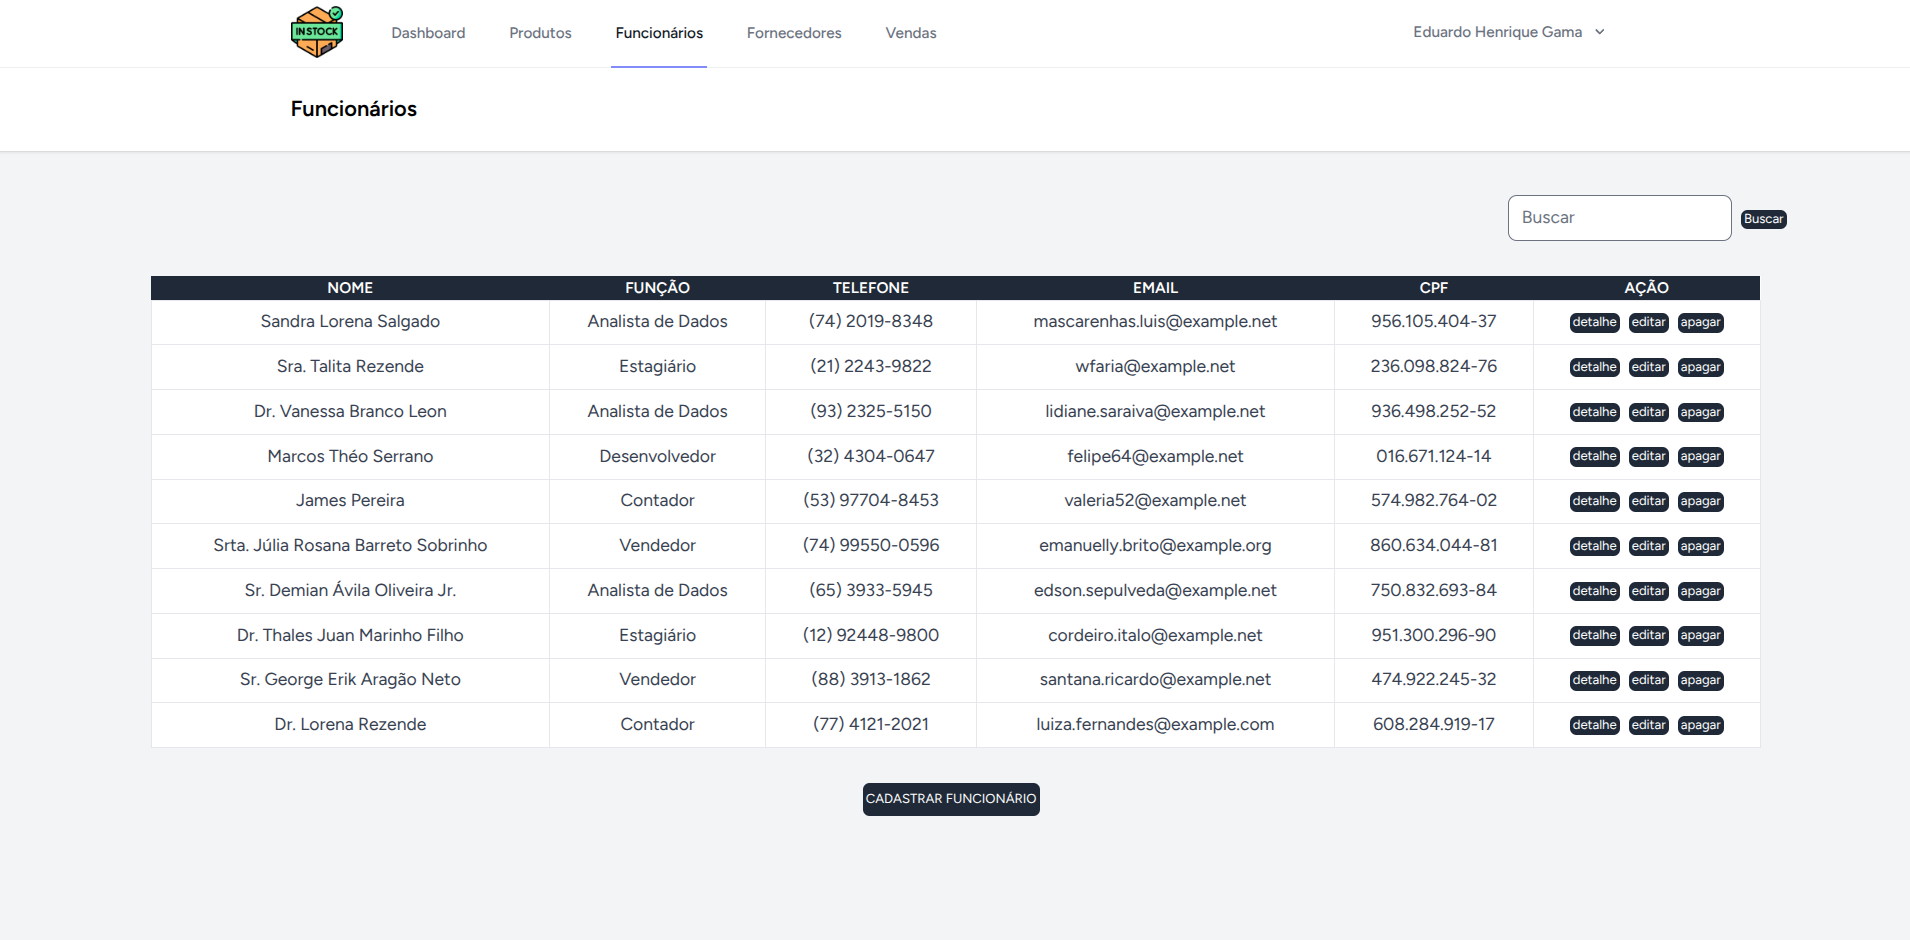 IN STOCK Dashboard Produtos Funcionários Fornecedores Vendas Eduardo Henrique Gama
Funcionários
Buscar Buscar
NOME FUNÇÃO TELEFONE EMAIL CPF AÇÃO
Sandra Lorena Salgado Analista de Dados (74) 2019-8348 mascarenhas.luis@example.net 956.105.404-37 detalhe editar apagar
Sra. Talita Rezende Estagiário (21) 2243-9822 wfaria@example.net 236.098.824-76 detalhe editar apagar
Dr. Vanessa Branco Leon Analista de Dados (93) 2325-5150 lidiane.saraiva@example.net 936.498.252-52 detalhe editar apagar
Marcos Théo Serrano Desenvolvedor (32) 4304-0647 felipe64@example.net 016.671.124-14 detalhe editar apagar
James Pereira Contador (53) 97704-8453 valeria52@example.net 574.982.764-02 detalhe editar apagar
Srta. Júlia Rosana Barreto Sobrinho Vendedor (74) 99550-0596 emanuelly.brito@example.org 860.634.044-81 detalhe editar apagar
Sr. Demian Ávila Oliveira Jr. Analista de Dados (65) 3933-5945 edson.sepulveda@example.net 750.832.693-84 detalhe editar apagar
Dr. Thales Juan Marinho Filho Estagiário (12) 92448-9800 cordeiro.italo@example.net 951.300.296-90 detalhe editar apagar
Sr. George Erik Aragão Neto Vendedor (88) 3913-1862 santana.ricardo@example.net 474.922.245-32 detalhe editar apagar
Dr. Lorena Rezende Contador (77) 4121-2021 luiza.fernandes@example.com 608.284.919-17 detalhe editar apagar
CADASTRAR FUNCIONÁRIO